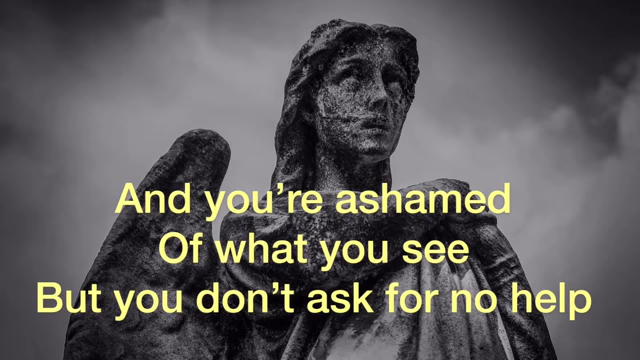 And you’re ashamed
Of what you see
But you don’t ask for no help